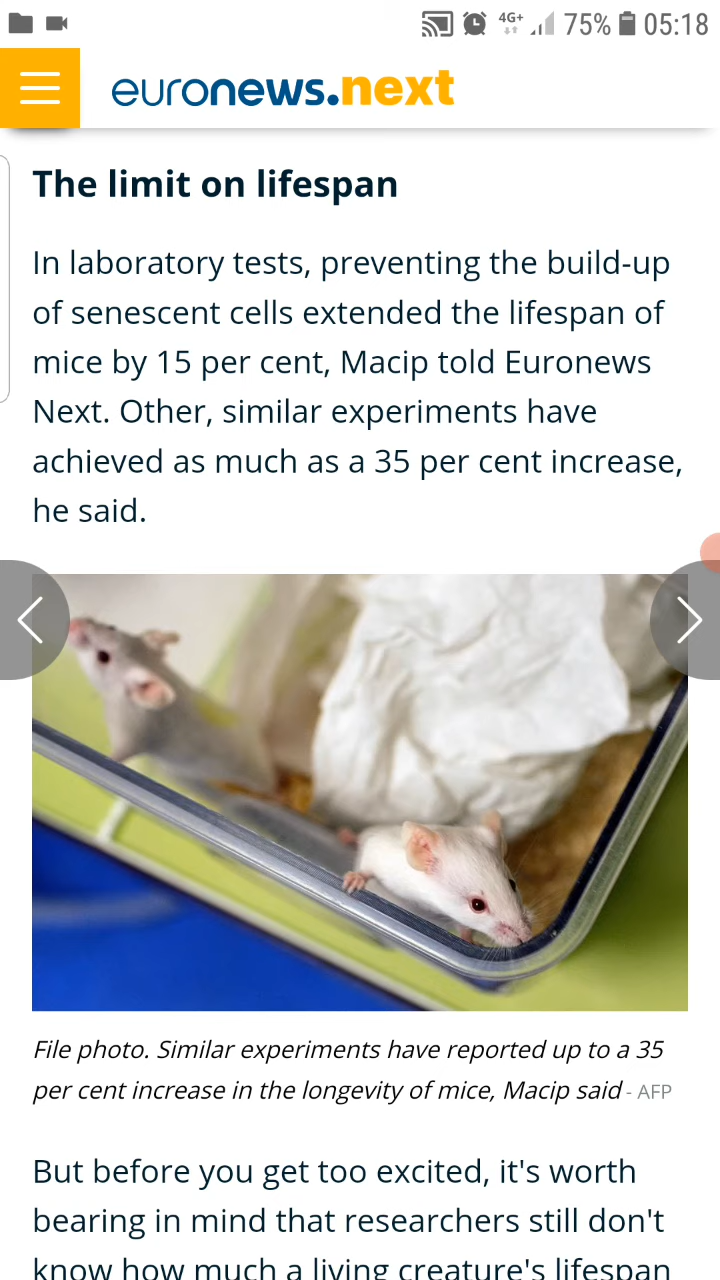 4G+ 75% 05:18
euronews.next
The limit on lifespan
In laboratory tests, preventing the build-up
of senescent cells extended the lifespan of
mice by 15 per cent, Macip told Euronews
Next. Other, similar experiments have
achieved as much as a 35 per cent increase,
he said.
File photo. Similar experiments have reported up to a 35
per cent increase in the longevity of mice, Macip said - AFP
But before you get too excited, it's worth
bearing in mind that researchers still don't
know how much a living creature's lifespan